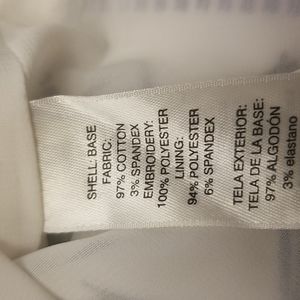 SHELL: BASE
FABRIC:
97% COTTON
3% SPANDEX
EMBROIDERY:
100% POLYESTER
LINING:
94% POLYESTER
6% SPANDEX
TELA EXTERIOR:
TELA DE LA BASE:
97% ALGODÓN
3% elastano